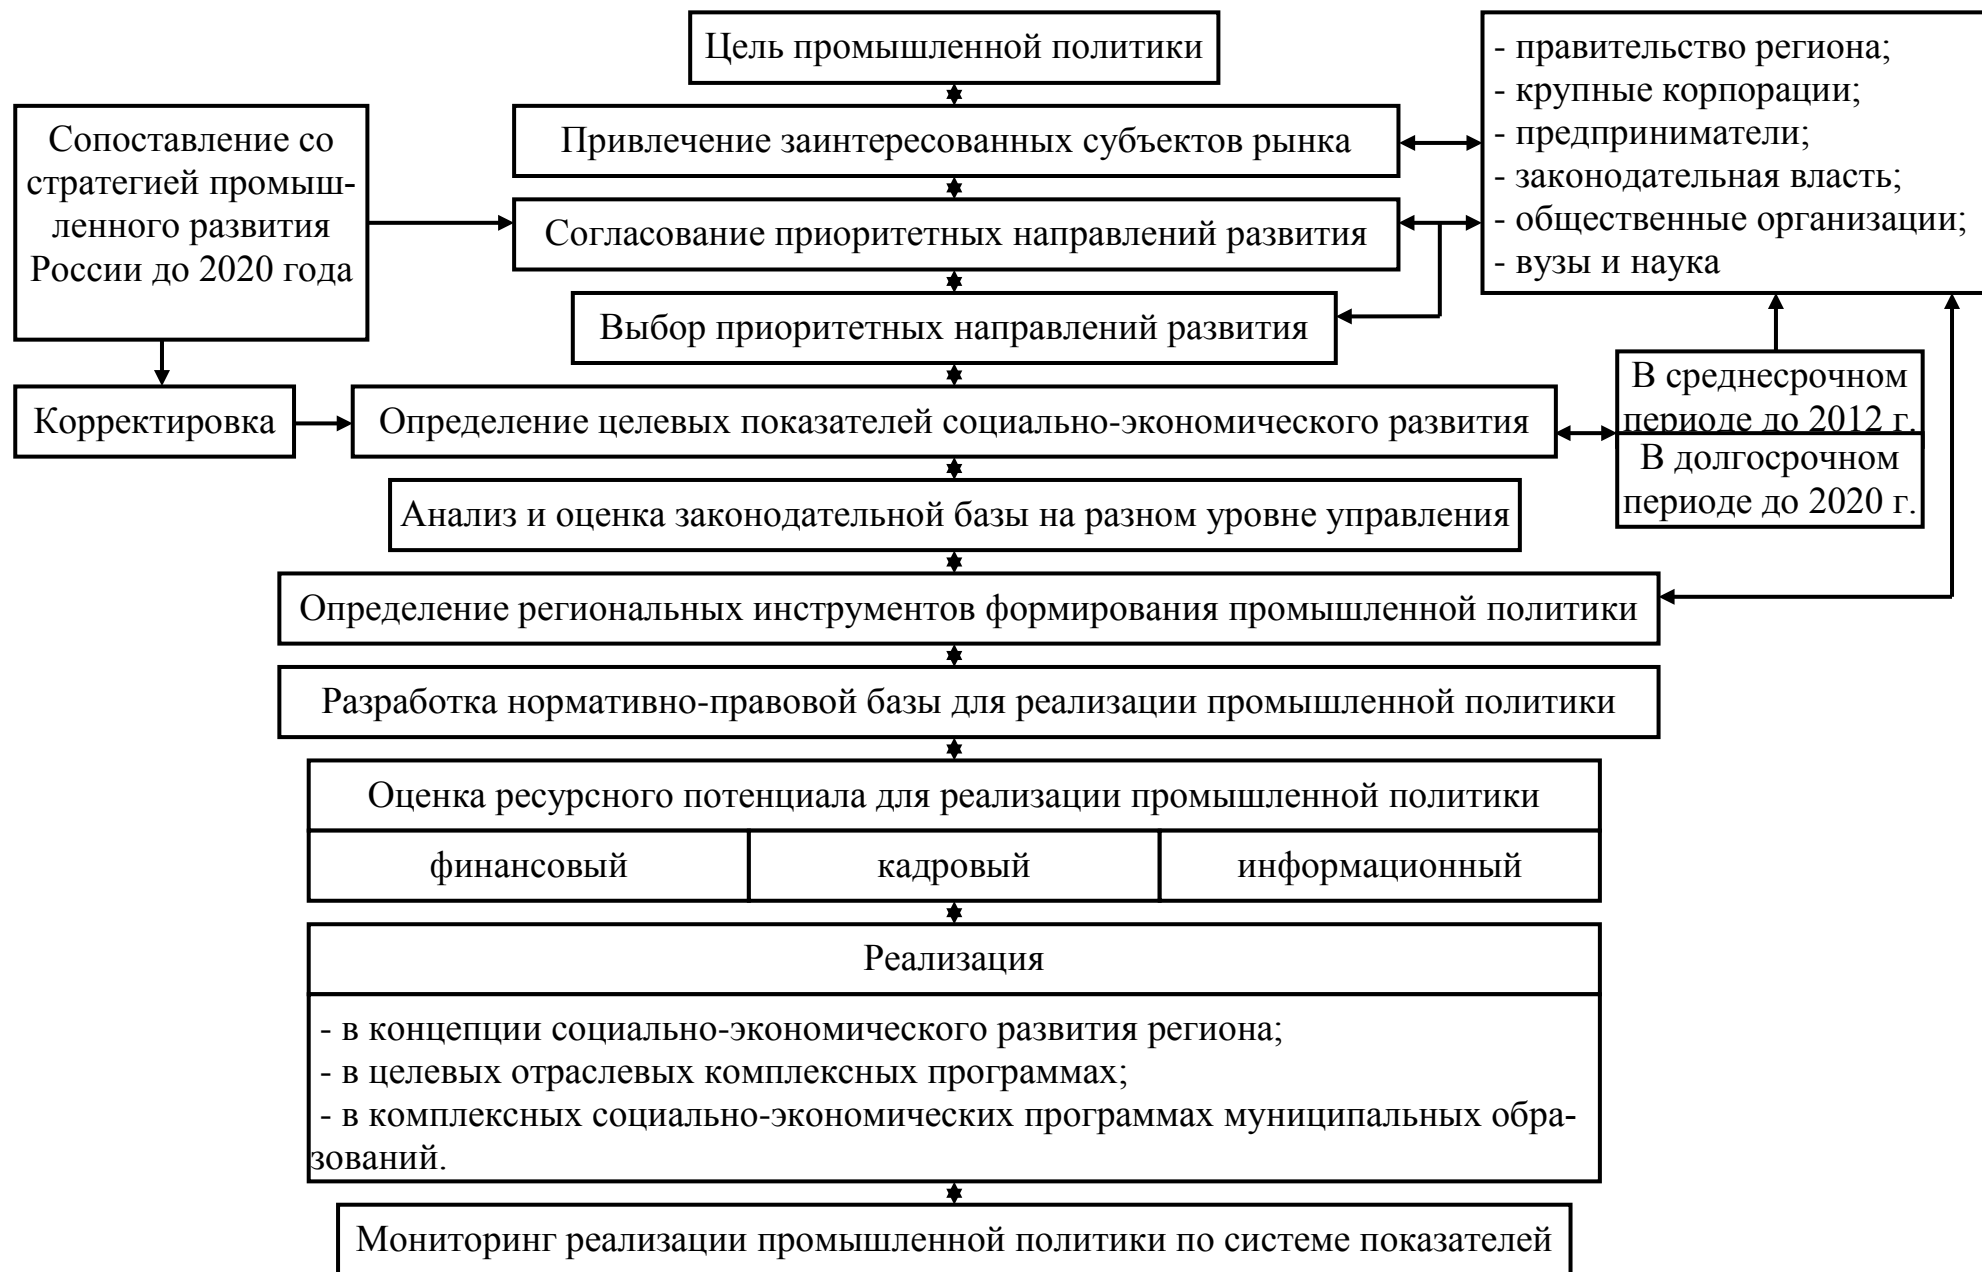 Цель промышленной политики
- правительство региона;
- крупные корпорации;
- предприниматели;
- законодательная власть;
- общественные организации;
- вузы и наука
Сопоставление со
стратегией промыш-
ленного развития
России до 2020 года
Привлечение заинтересованных субъектов рынка
Согласование приоритетных направлений развития
Выбор приоритетных направлений развития
Корректировка
Определение целевых показателей социально-экономического развития
В среднесрочном
периоде до 2012 г.
В долгосрочном
периоде до 2020 г.
Анализ и оценка законодательной базы на разном уровне управления
Определение региональных инструментов формирования промышленной политики
Разработка нормативно-правовой базы для реализации промышленной политики
Оценка ресурсного потенциала для реализации промышленной политики
финансовый
кадровый
информационный
Реализация
- в концепции социально-экономического развития региона;
- в целевых отраслевых комплексных программах;
- в комплексных социально-экономических программах муниципальных обра-
зований.
Мониторинг реализации промышленной политики по системе показателей